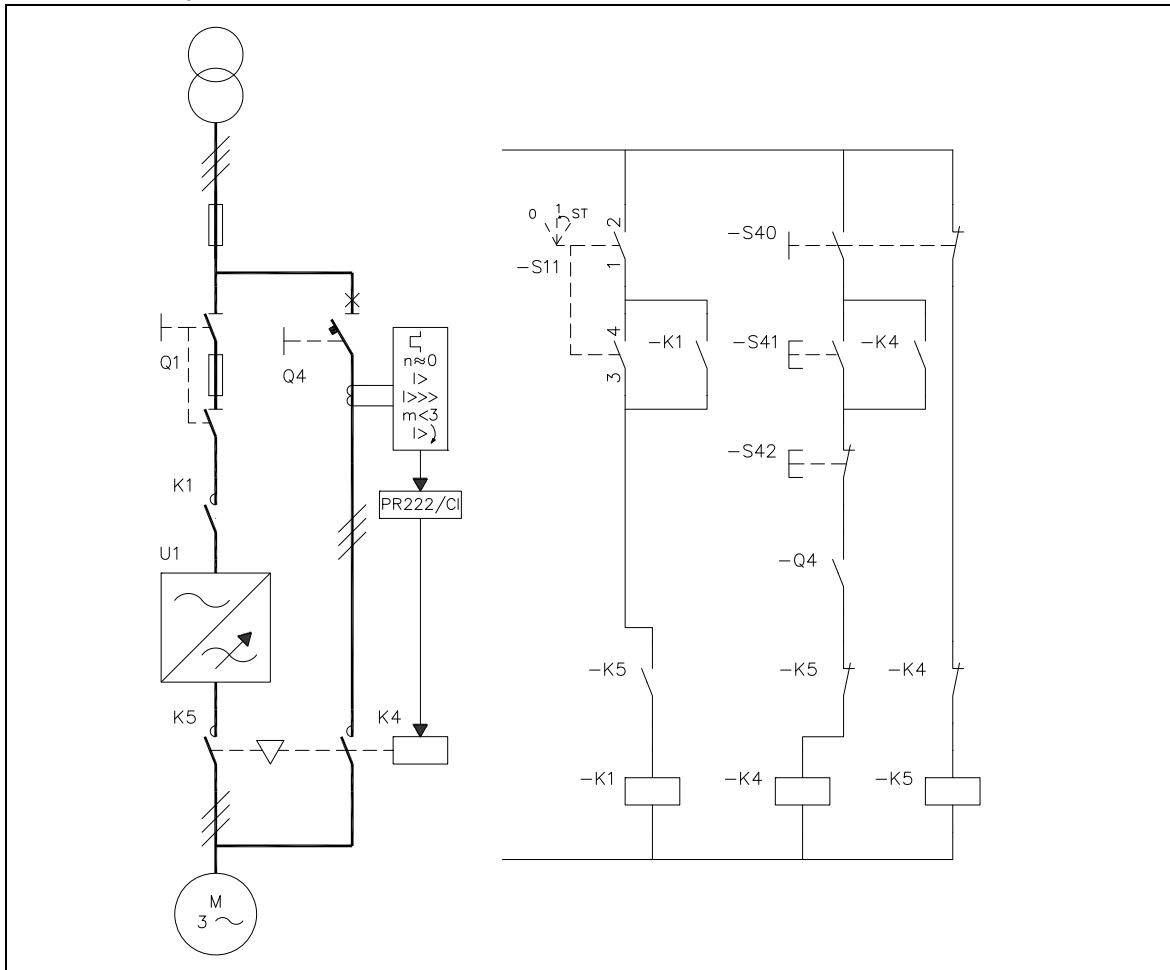 Q1
Q4
n≈0
I>
I>>>
m<3
I>
K1
PR222/CI
U1
K5
K4
M
3
0
1
ST
2
-S11
1
4
-K1
3
-S40
-S41
-K4
-S42
-Q4
-K5
-K5
-K4
-K1
-K4
-K5